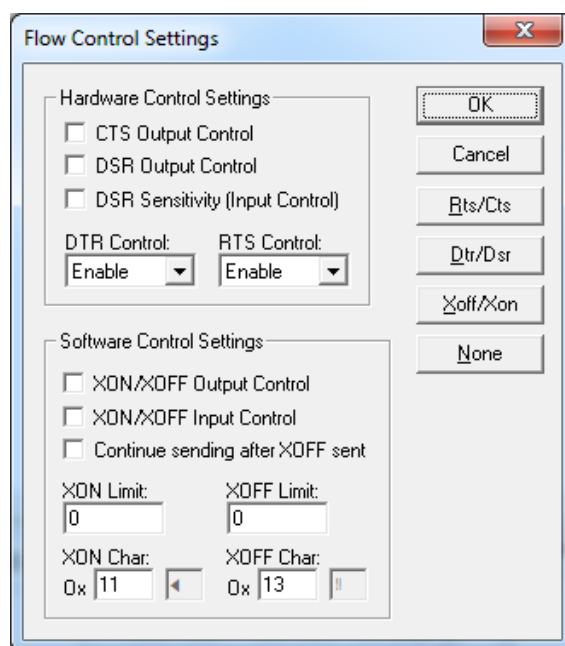 Flow Control Settings
Hardware Control Settings
CTS Output Control
DSR Output Control
DSR Sensitivity (Input Control)
DTR Control: RTS Control:
Enable Enable
OK
Cancel
Rts/Cts
Dtr/Dsr
Xoff/Xon
None
Software Control Settings
XON/XOFF Output Control
XON/XOFF Input Control
Continue sending after XOFF sent
XON Limit: XOFF Limit:
0 0
XON Char: XOFF Char:
0x 11 ◄ 0x 13 ‼